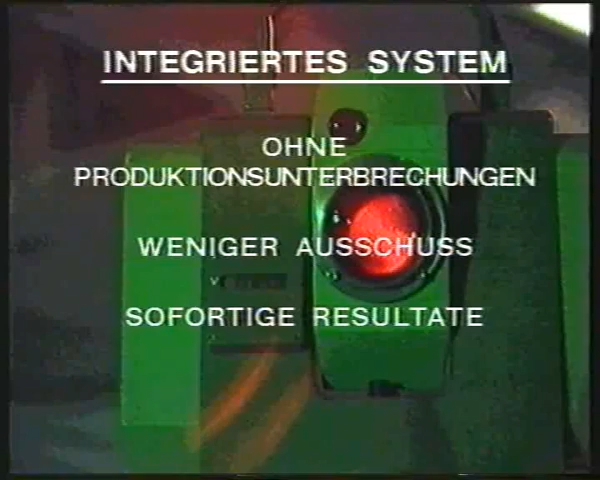 INTEGRIERTES SYSTEM
OHNE
PRODUKTIONSUNTERBRECHUNGEN
WENIGER AUSSCHUSS
SOFORTIGE RESULTATE